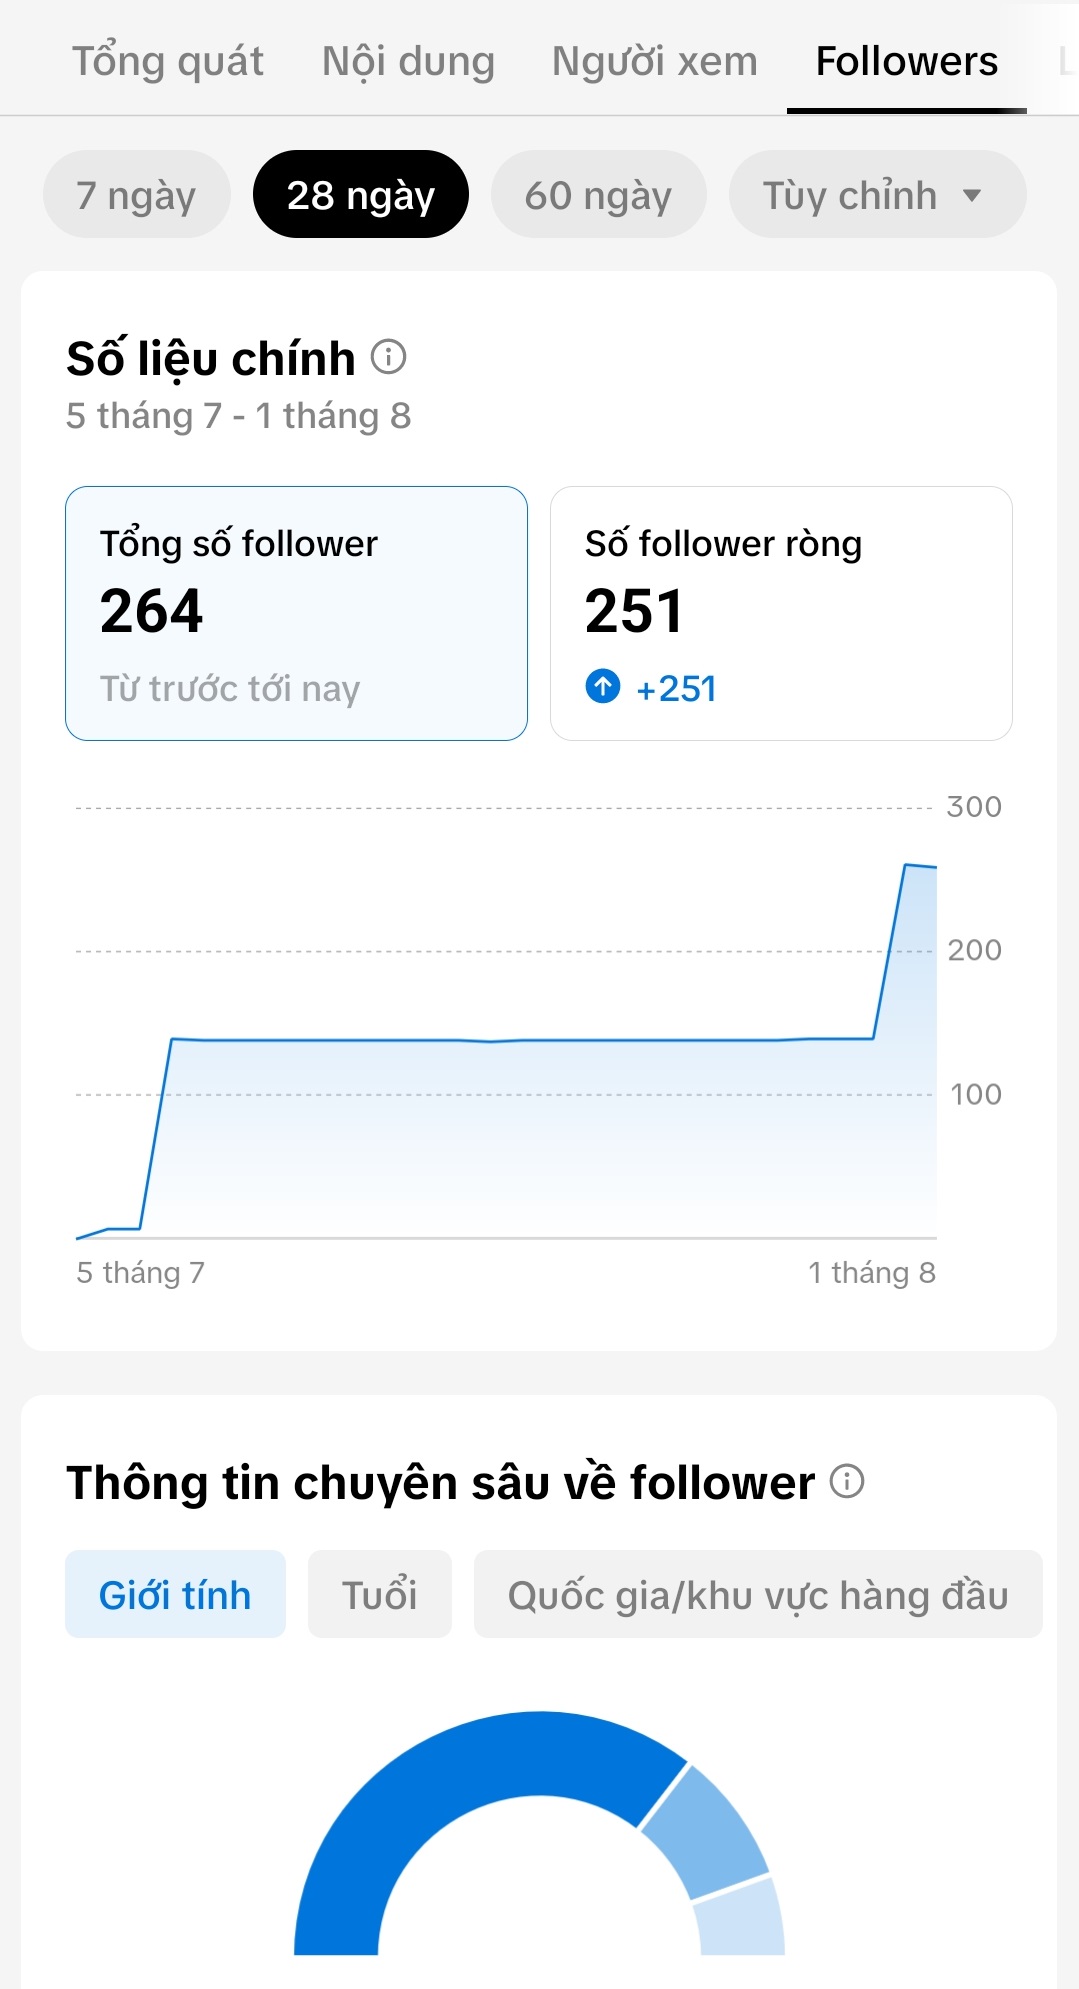 Tổng quát Nội dung Người xem Followers
7 ngày 28 ngày 60 ngày Tùy chỉnh
Số liệu chính
5 tháng 7 - 1 tháng 8
Tổng số follower Số follower ròng
264 251
Từ trước tới nay +251
300
200
100
5 tháng 7 1 tháng 8
Thông tin chuyên sâu về follower
Giới tính Tuổi Quốc gia/khu vực hàng đầu